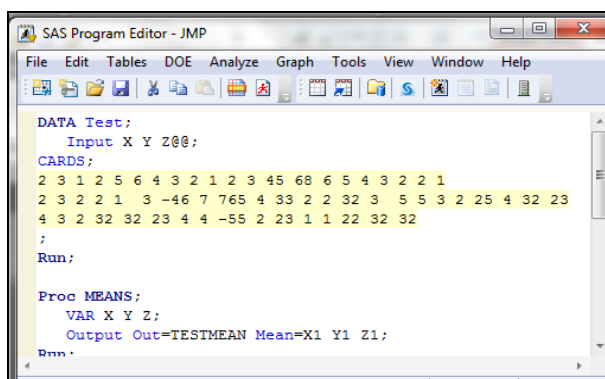 SAS Program Editor - JMP
File Edit Tables DOE Analyze Graph Tools View Window Help
DATA Test;
Input X Y Z@@;
CARDS;
2 3 1 2 5 6 4 3 2 1 2 3 45 68 6 5 4 3 2 2 1
2 3 2 2 1 3 -46 7 765 4 33 2 2 32 3 5 5 3 2 25 4 32 23
4 3 2 32 32 23 4 4 -55 2 23 1 1 22 32 32
;
Run;
Proc MEANS;
VAR X Y Z;
Output Out=TESTMEAN Mean=X1 Y1 Z1;
Run;